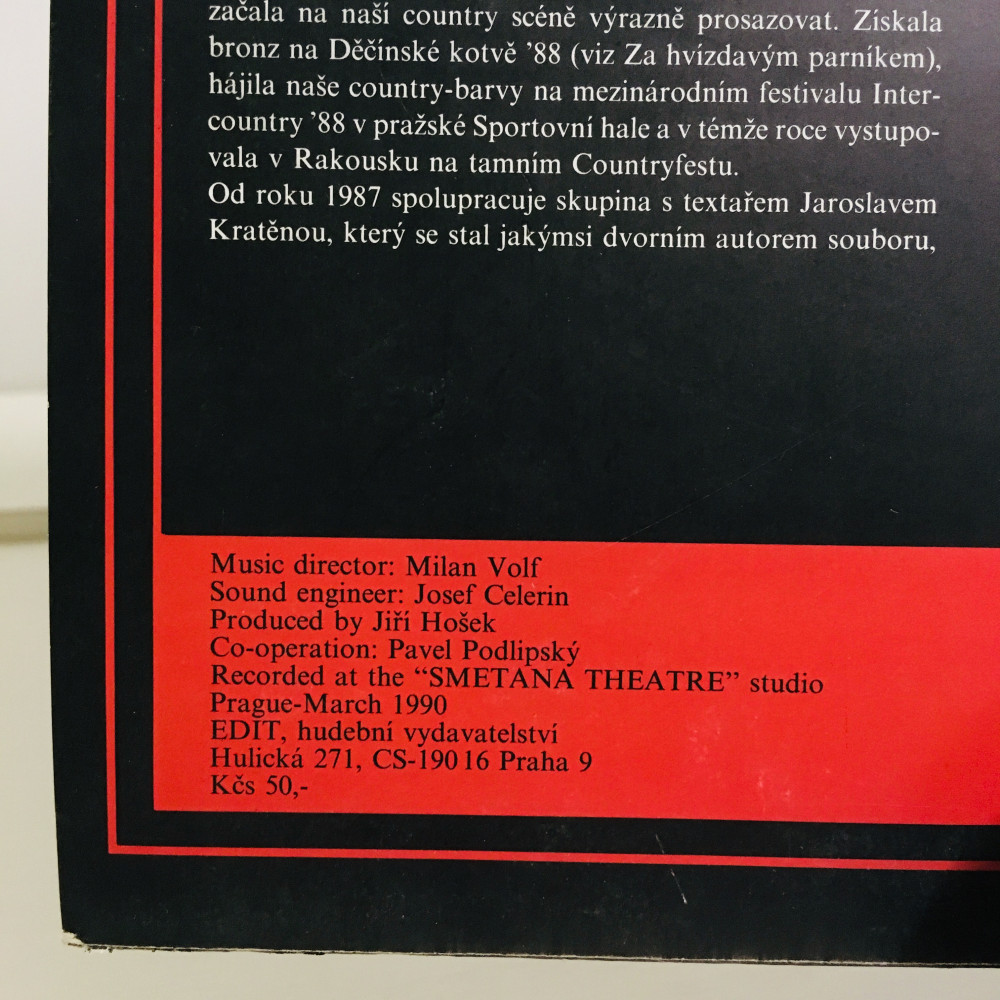 začala na naší country scéně výrazně prosazovat. Získala
bronz na Děčínské kotvě ’88 (viz Za hvízdavým parníkem),
hájila naše country-barvy na mezinárodním festivalu Inter-
country ’88 v pražské Sportovní hale a v témže roce vystupo-
vala v Rakousku na tamním Countryfestu.
Od roku 1987 spolupracuje skupina s textařem Jaroslavem
Kratěnou, který se stal jakýmsi dvorním autorem souboru,
Music director: Milan Volf
Sound engineer: Josef Celerin
Produced by Jiří Hošek
Co-operation: Pavel Podlipský
Recorded at the “SMETANA THEATRE” studio
Prague-March 1990
EDIT, hudební vydavatelství
Hulická 271, CS-190 16 Praha 9
Kčs 50,-